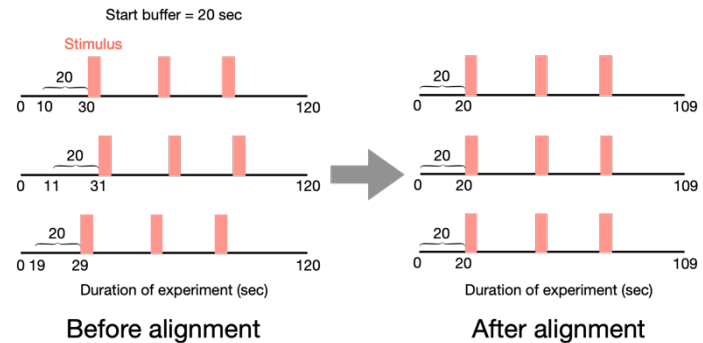 Start buffer = 20 sec
Stimulus
20
0 10 30 120
20
0 11 31 120
20
0 19 29 120
Duration of experiment (sec)
Before alignment
20
0 20 109
20
0 20 109
20
0 20 109
Duration of experiment (sec)
After alignment